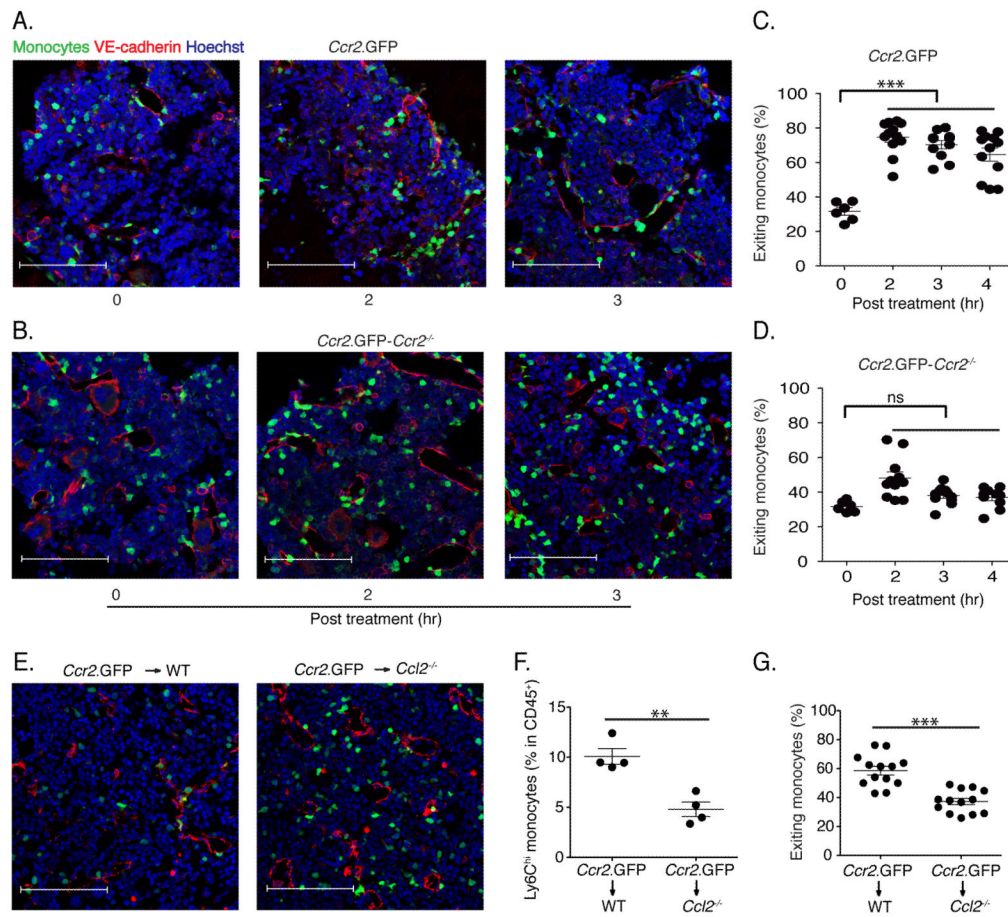 A.
Monocytes VE-cadherin Hoechst
Ccr2.GFP
0
2
3
B.
Ccr2.GFP-Ccr2-/-
0
2
3
Post treatment (hr)
C.
Ccr2.GFP
***
Exiting monocytes (%)
100
80
60
40
20
0
0 2 3 4
Post treatment (hr)
D.
Ccr2.GFP-Ccr2-/-
ns
Exiting monocytes (%)
100
80
60
40
20
0
0 2 3 4
Post treatment (hr)
E.
Ccr2.GFP → WT
Ccr2.GFP → Ccl2-/-
F.
**
Ly6Chi monocytes (% in CD45+)
15
10
5
0
Ccr2.GFP Ccr2.GFP
↓ ↓
WT Ccl2-/-
G.
***
Exiting monocytes (%)
100
80
60
40
20
0
Ccr2.GFP Ccr2.GFP
↓ ↓
WT Ccl2-/-